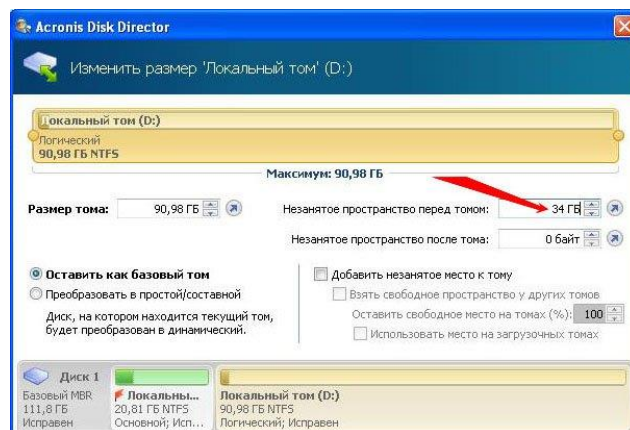 Acronis Disk Director
Изменить размер 'Локальный том' (D:)
Локальный том (D:)
Логический
90,98 ГБ NTFS
Максимум: 90,98 ГБ
Размер тома: 90,98 ГБ Незанятое пространство перед томом: 34 ГБ
Незанятое пространство после тома: 0 байт
Оставить как базовый том Добавить незанятое место к тому
Преобразовать в простой/составной Взять свободное пространство у других томов
Диск, на котором находится текущий том, Оставить свободное место на томах (%): 100
будет преобразован в динамический. Использовать место на загрузочных томах
Диск 1
Базовый MBR Локальны... Локальный том (D:)
111,8 ГБ 20,81 ГБ NTFS 90,98 ГБ NTFS
Исправен Основной; Исп... Логический; Исправен